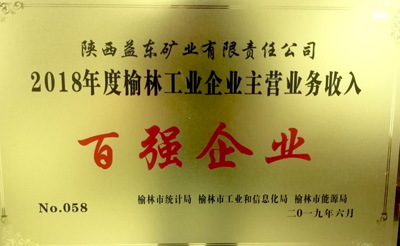 陕西益东矿业有限责任公司
2018年度榆林工业企业主营业务收入
百强企业
榆林市统计局 榆林市工业和信息化局 榆林市能源局
No.058 二〇一九年六月